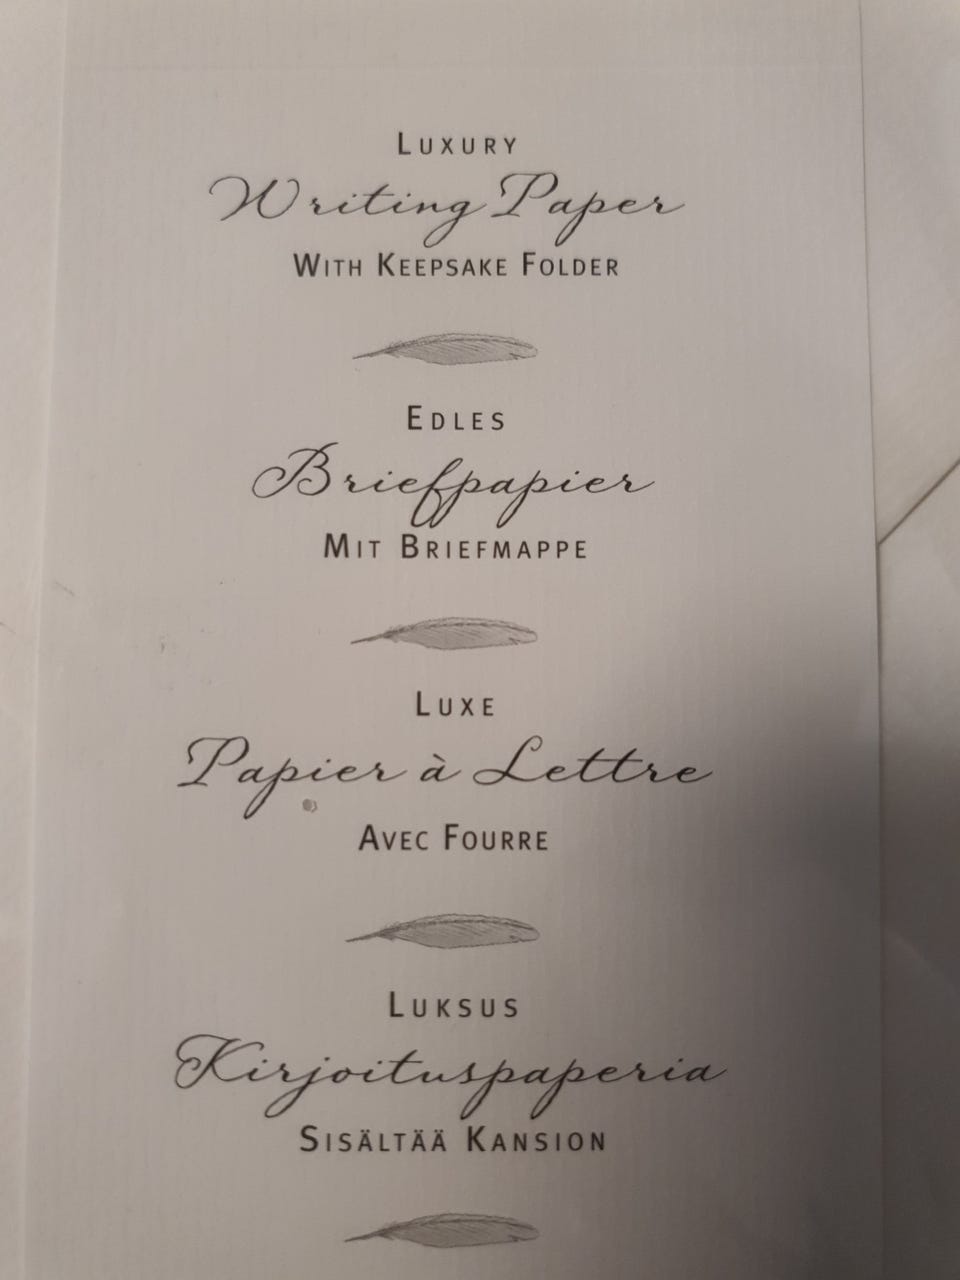 Luxury
Writing Paper
With Keepsake Folder
Edles
Briefpapier
Mit Briefmappe
Luxe
Papier à Lettre
Avec Fourre
Luksus
Kirjoituspaperia
Sisältää Kansion